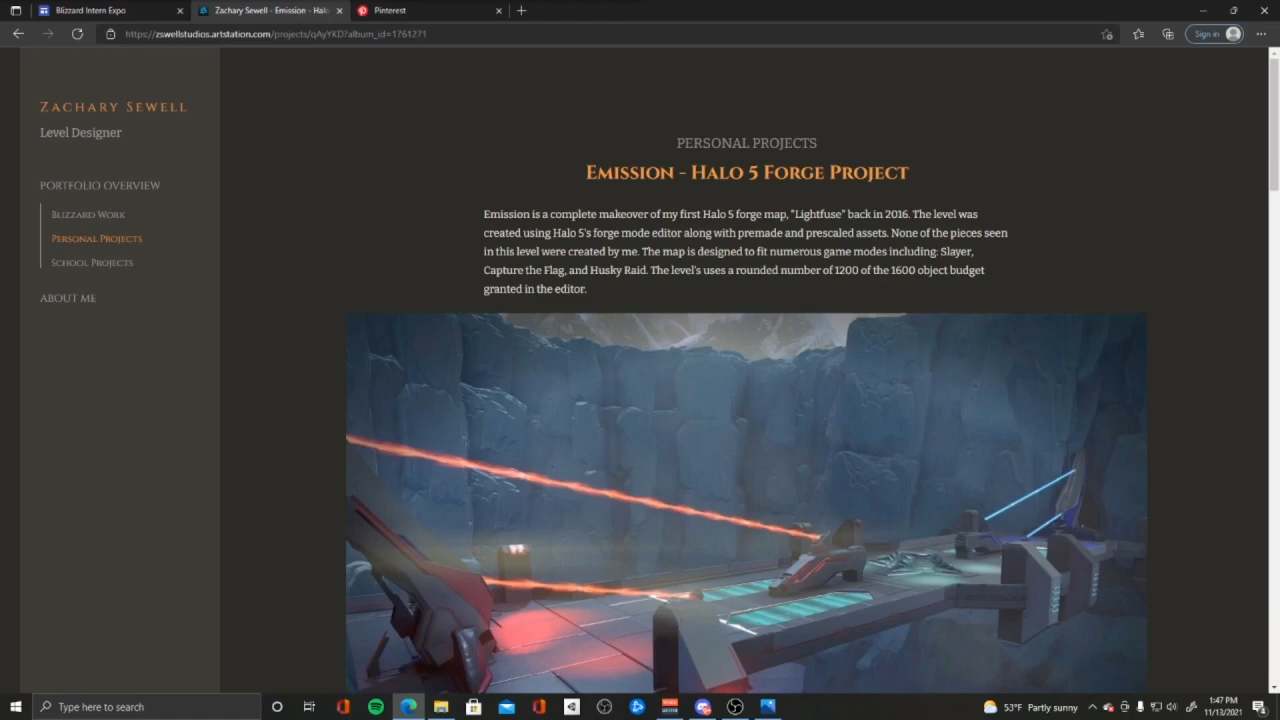 Blizzard Intern Expo
Zachary Sewell - Emission - Halo
Pinterest
https://zswellstudios.artstation.com/projects/qAyYKD?album_id=1761271
Sign in
ZACHARY SEWELL
Level Designer
PORTFOLIO OVERVIEW
BLIZZARD WORK
PERSONAL PROJECTS
SCHOOL PROJECTS
ABOUT ME
PERSONAL PROJECTS
EMISSION - HALO 5 FORGE PROJECT
Emission is a complete makeover of my first Halo 5 forge map, "Lightfuse" back in 2016. The level was
created using Halo 5's forge mode editor along with premade and prescaled assets. None of the pieces seen
in this level were created by me. The map is designed to fit numerous game modes including: Slayer,
Capture the Flag, and Husky Raid. The level's uses a rounded number of 1200 of the 1600 object budget
granted in the editor.
Type here to search
53°F Partly sunny
1:47 PM
11/13/2021